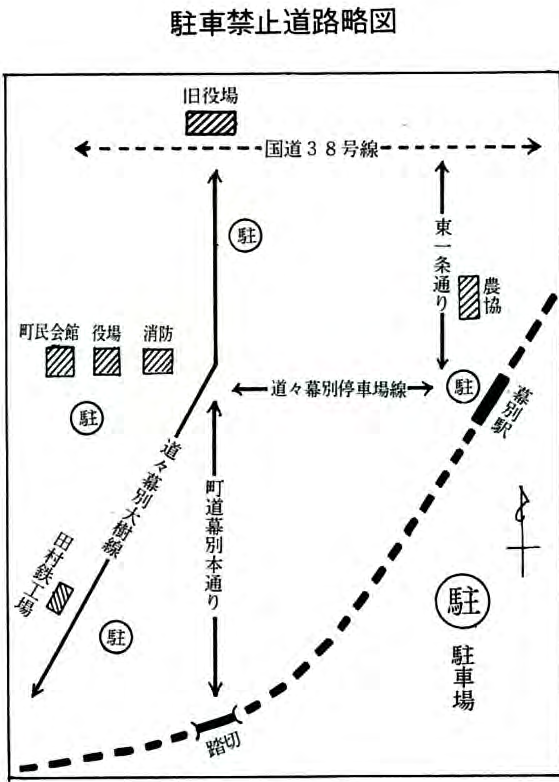 駐車禁止道路略図
旧役場
国道３８号線
駐
東一条通り
農協
町民会館
役場
消防
道々幕別停車場線
駐
幕別駅
駐
道々幕別大樹線
町道幕別本通り
田村鉄工場
駐
駐
駐車場
踏切